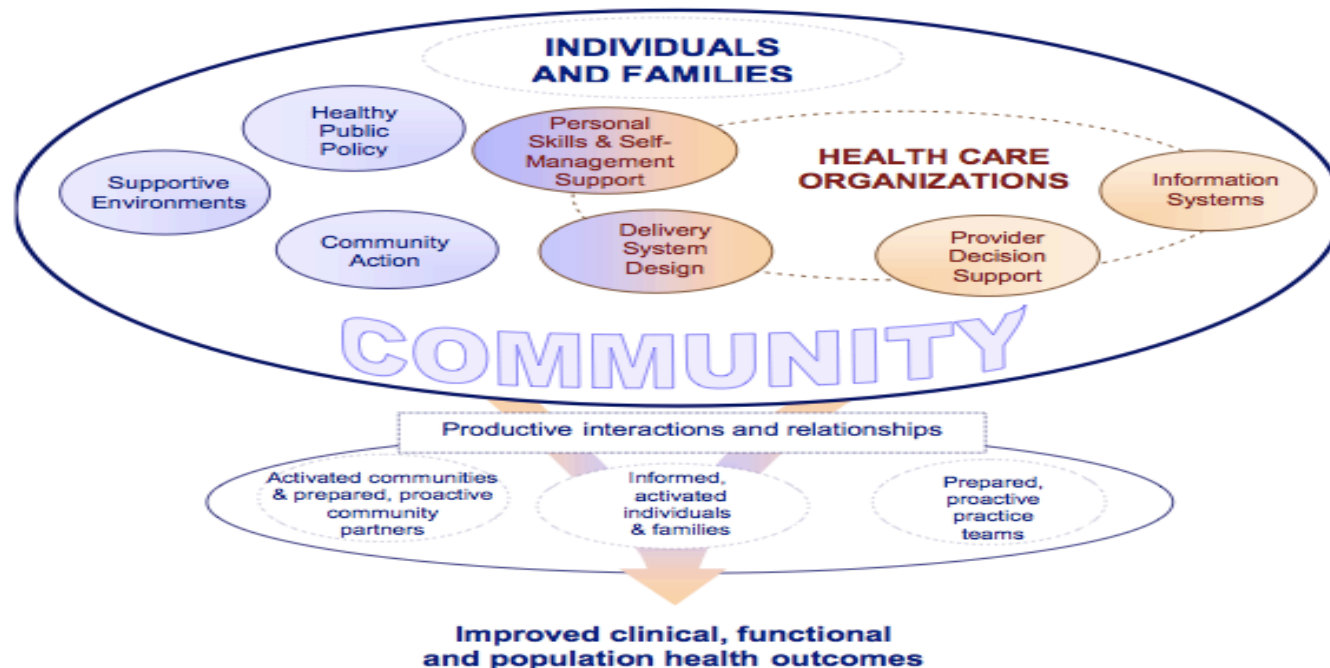 INDIVIDUALS
AND FAMILIES
Healthy
Public
Policy
Personal
Skills & Self-
Management
Support
HEALTH CARE
ORGANIZATIONS
Information
Systems
Supportive
Environments
Community
Action
Delivery
System
Design
Provider
Decision
Support
COMMUNITY
Productive interactions and relationships
Activated communities
& prepared, proactive
community
partners
Informed,
activated
individuals
& families
Prepared,
proactive
practice
teams
Improved clinical, functional
and population health outcomes